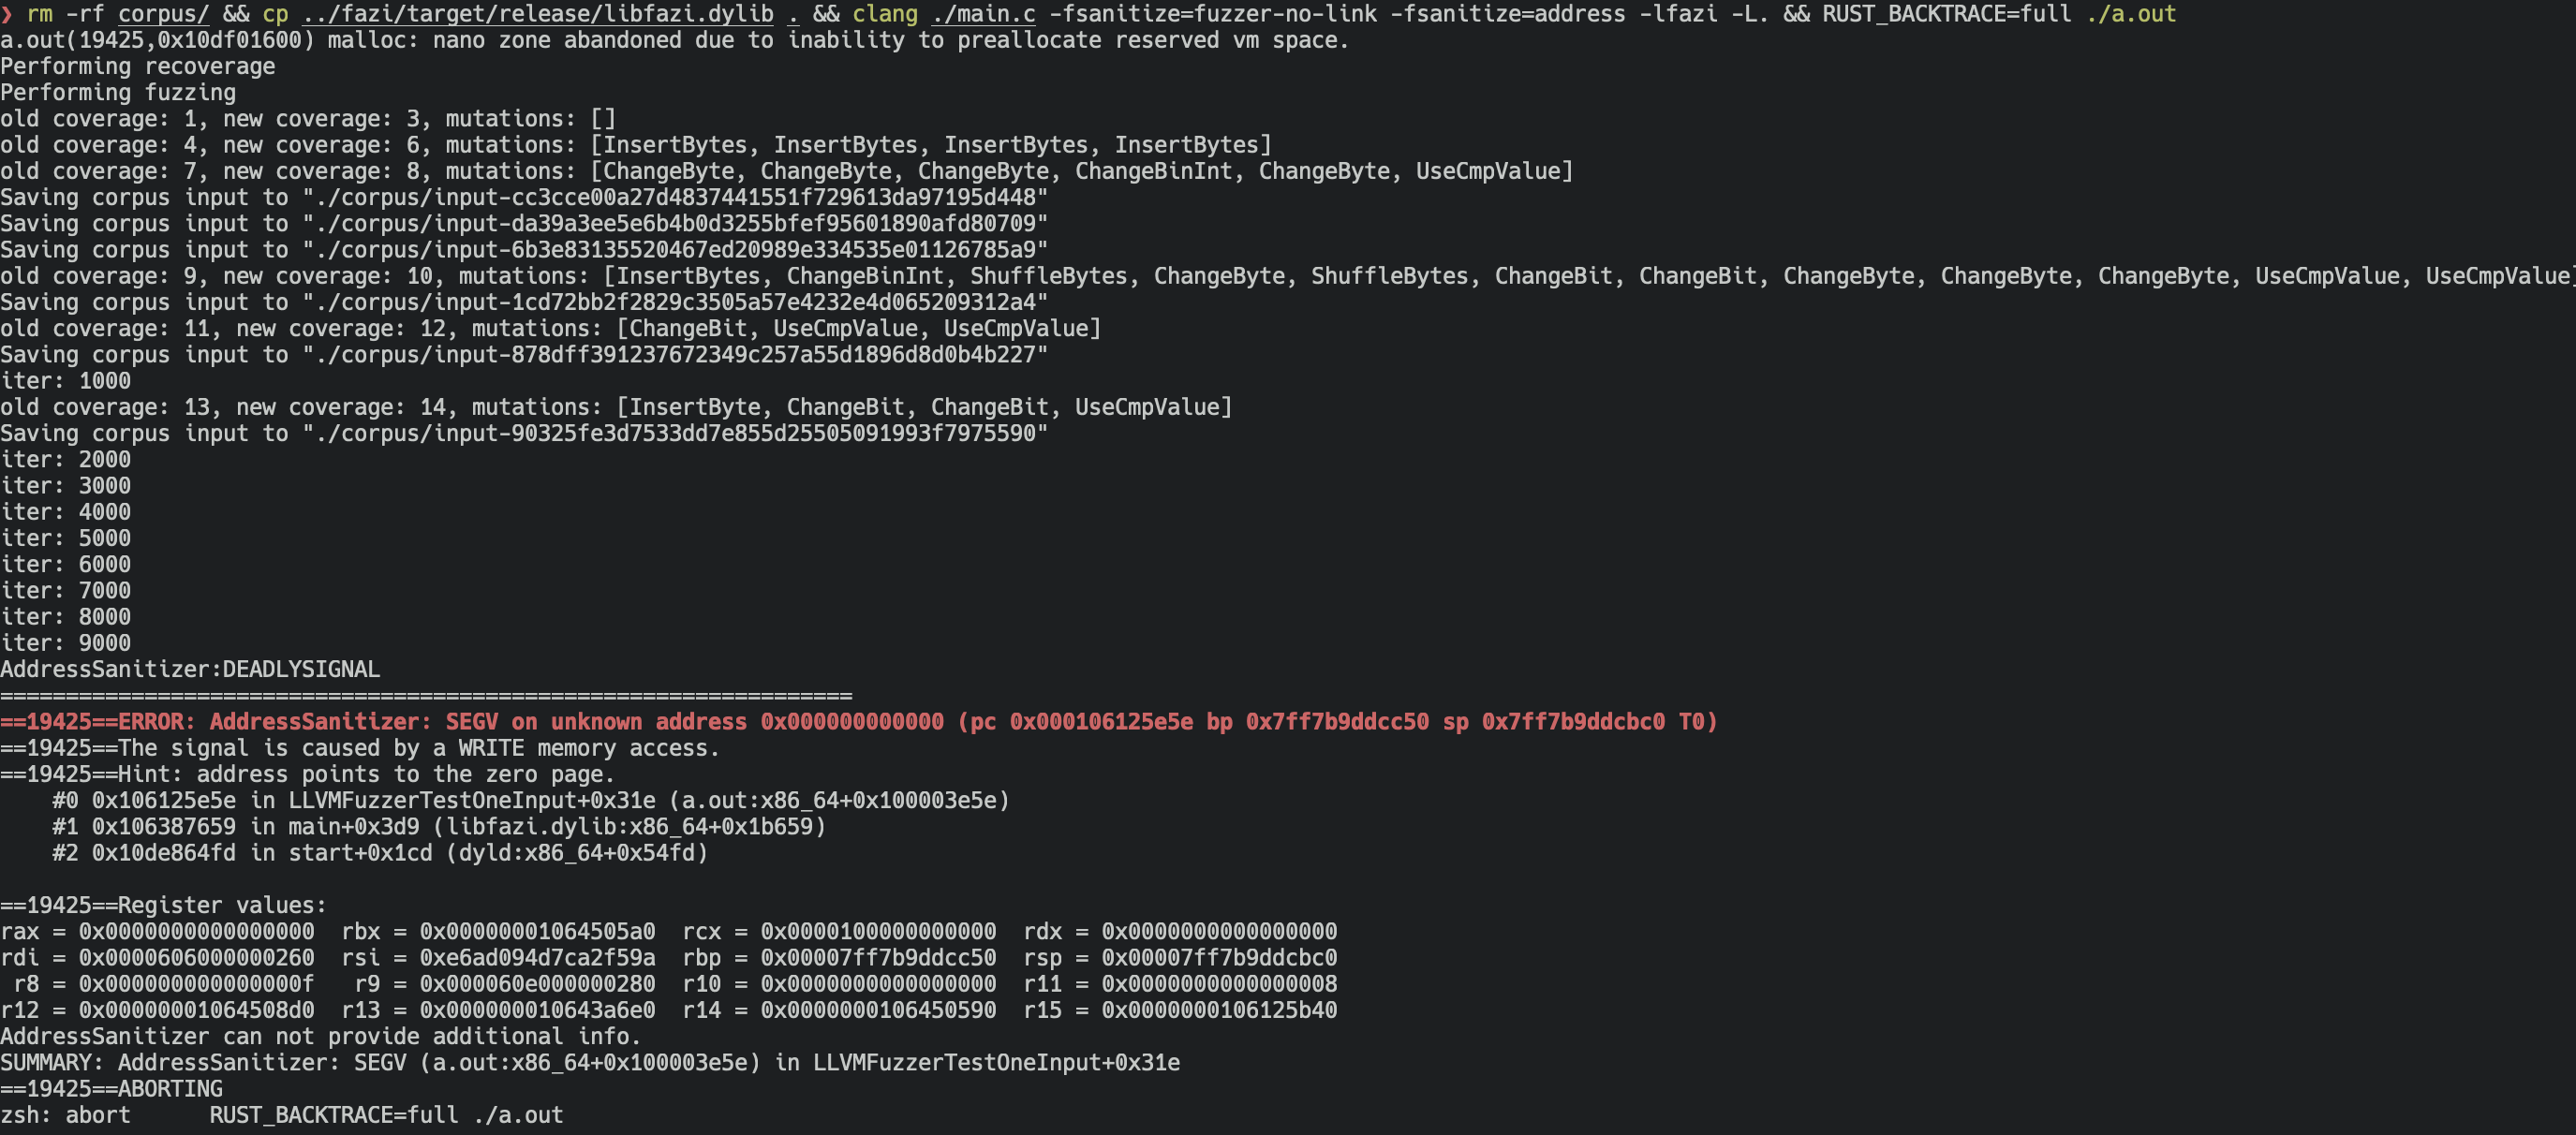 ❯ rm -rf corpus/ && cp ../fazi/target/release/libfazi.dylib . && clang ./main.c -fsanitize=fuzzer-no-link -fsanitize=address -lfazi -L. && RUST_BACKTRACE=full ./a.out
a.out(19425,0x10df01600) malloc: nano zone abandoned due to inability to preallocate reserved vm space.
Performing recoverage
Performing fuzzing
old coverage: 1, new coverage: 3, mutations: []
old coverage: 4, new coverage: 6, mutations: [InsertBytes, InsertBytes, InsertBytes, InsertBytes]
old coverage: 7, new coverage: 8, mutations: [ChangeByte, ChangeByte, ChangeByte, ChangeBinInt, ChangeByte, UseCmpValue]
Saving corpus input to "./corpus/input-cc3cce00a27d4837441551f729613da97195d448"
Saving corpus input to "./corpus/input-da39a3ee5e6b4b0d3255bfef95601890afd80709"
Saving corpus input to "./corpus/input-6b3e83135520467ed20989e334535e01126785a9"
old coverage: 9, new coverage: 10, mutations: [InsertBytes, ChangeBinInt, ShuffleBytes, ChangeByte, ShuffleBytes, ChangeBit, ChangeBit, ChangeByte, ChangeByte, ChangeByte, UseCmpValue, UseCmpValue]
Saving corpus input to "./corpus/input-1cd72bb2f2829c3505a57e4232e4d065209312a4"
old coverage: 11, new coverage: 12, mutations: [ChangeBit, UseCmpValue, UseCmpValue]
Saving corpus input to "./corpus/input-878dff391237672349c257a55d1896d8d0b4b227"
iter: 1000
old coverage: 13, new coverage: 14, mutations: [InsertByte, ChangeBit, ChangeBit, UseCmpValue]
Saving corpus input to "./corpus/input-90325fe3d7533dd7e855d25505091993f7975590"
iter: 2000
iter: 3000
iter: 4000
iter: 5000
iter: 6000
iter: 7000
iter: 8000
iter: 9000
AddressSanitizer:DEADLYSIGNAL
=================================================================
==19425==ERROR: AddressSanitizer: SEGV on unknown address 0x000000000000 (pc 0x000106125e5e bp 0x7ff7b9ddcc50 sp 0x7ff7b9ddcbc0 T0)
==19425==The signal is caused by a WRITE memory access.
==19425==Hint: address points to the zero page.
    #0 0x106125e5e in LLVMFuzzerTestOneInput+0x31e (a.out:x86_64+0x100003e5e)
    #1 0x106387659 in main+0x3d9 (libfazi.dylib:x86_64+0x1b659)
    #2 0x10de864fd in start+0x1cd (dyld:x86_64+0x54fd)
==19425==Register values:
rax = 0x0000000000000000  rbx = 0x00000001064505a0  rcx = 0x0000100000000000  rdx = 0x0000000000000000
rdi = 0x0000606000000260  rsi = 0xe6ad094d7ca2f59a  rbp = 0x00007ff7b9ddcc50  rsp = 0x00007ff7b9ddcbc0
 r8 = 0x000000000000000f   r9 = 0x000060e000000280  r10 = 0x0000000000000000  r11 = 0x0000000000000008
r12 = 0x00000001064508d0  r13 = 0x000000010643a6e0  r14 = 0x0000000106450590  r15 = 0x0000000106125b40
AddressSanitizer can not provide additional info.
SUMMARY: AddressSanitizer: SEGV (a.out:x86_64+0x100003e5e) in LLVMFuzzerTestOneInput+0x31e
==19425==ABORTING
zsh: abort      RUST_BACKTRACE=full ./a.out